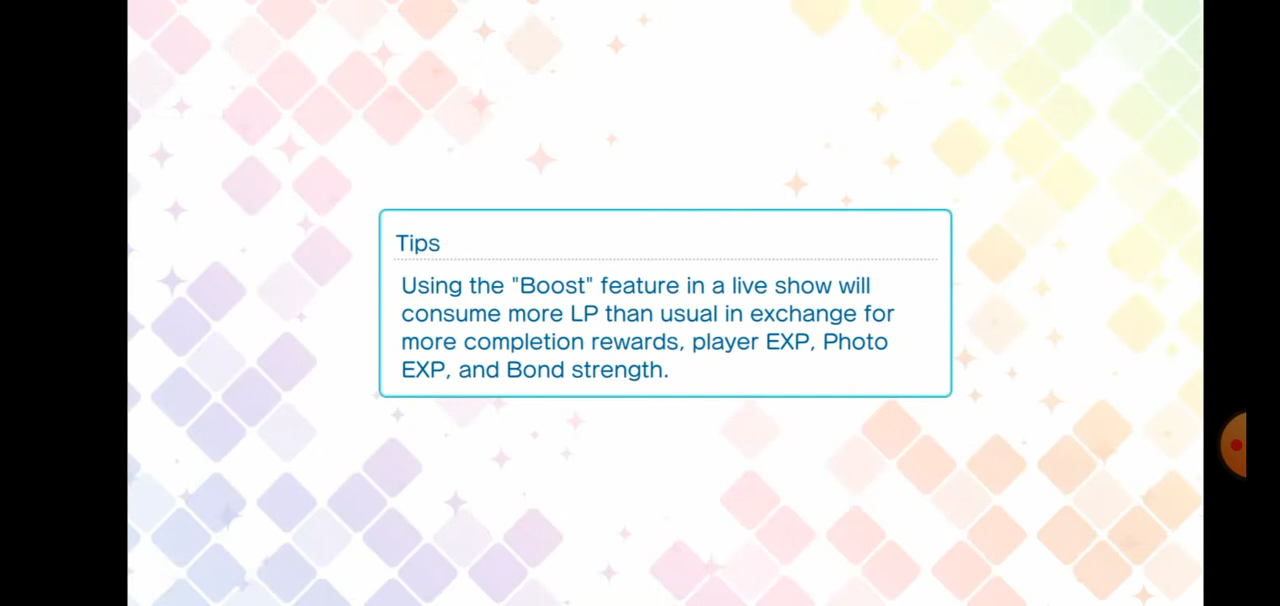 Tips
Using the "Boost" feature in a live show will
consume more LP than usual in exchange for
more completion rewards, player EXP, Photo
EXP, and Bond strength.